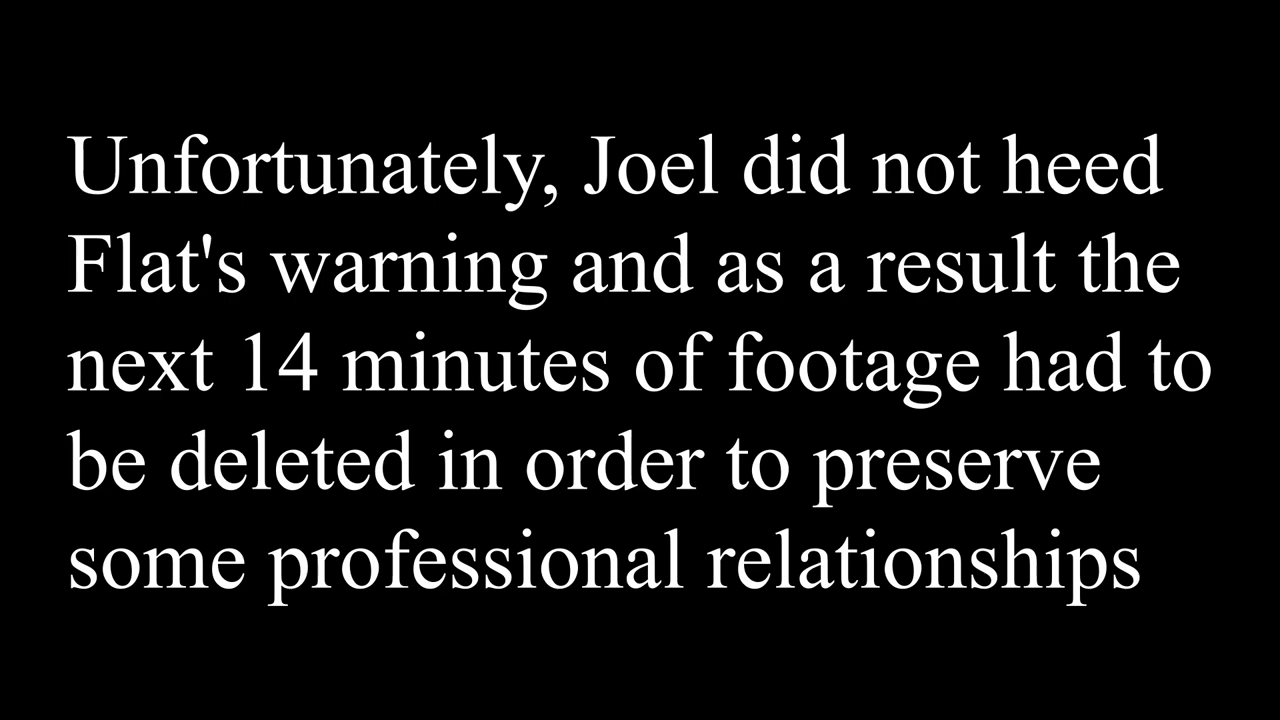 Unfortunately, Joel did not heed
Flat's warning and as a result the
next 14 minutes of footage had to
be deleted in order to preserve
some professional relationships